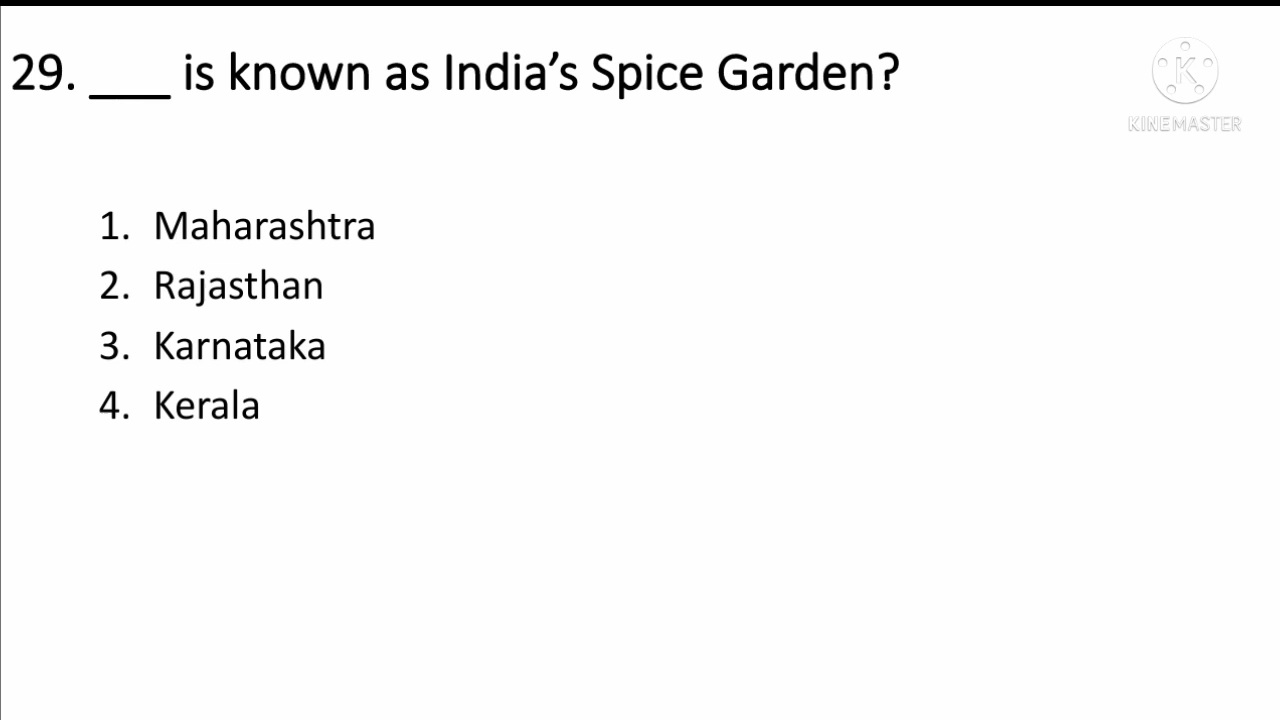 29. ___ is known as India’s Spice Garden?
KINEMASTER
1. Maharashtra
2. Rajasthan
3. Karnataka
4. Kerala